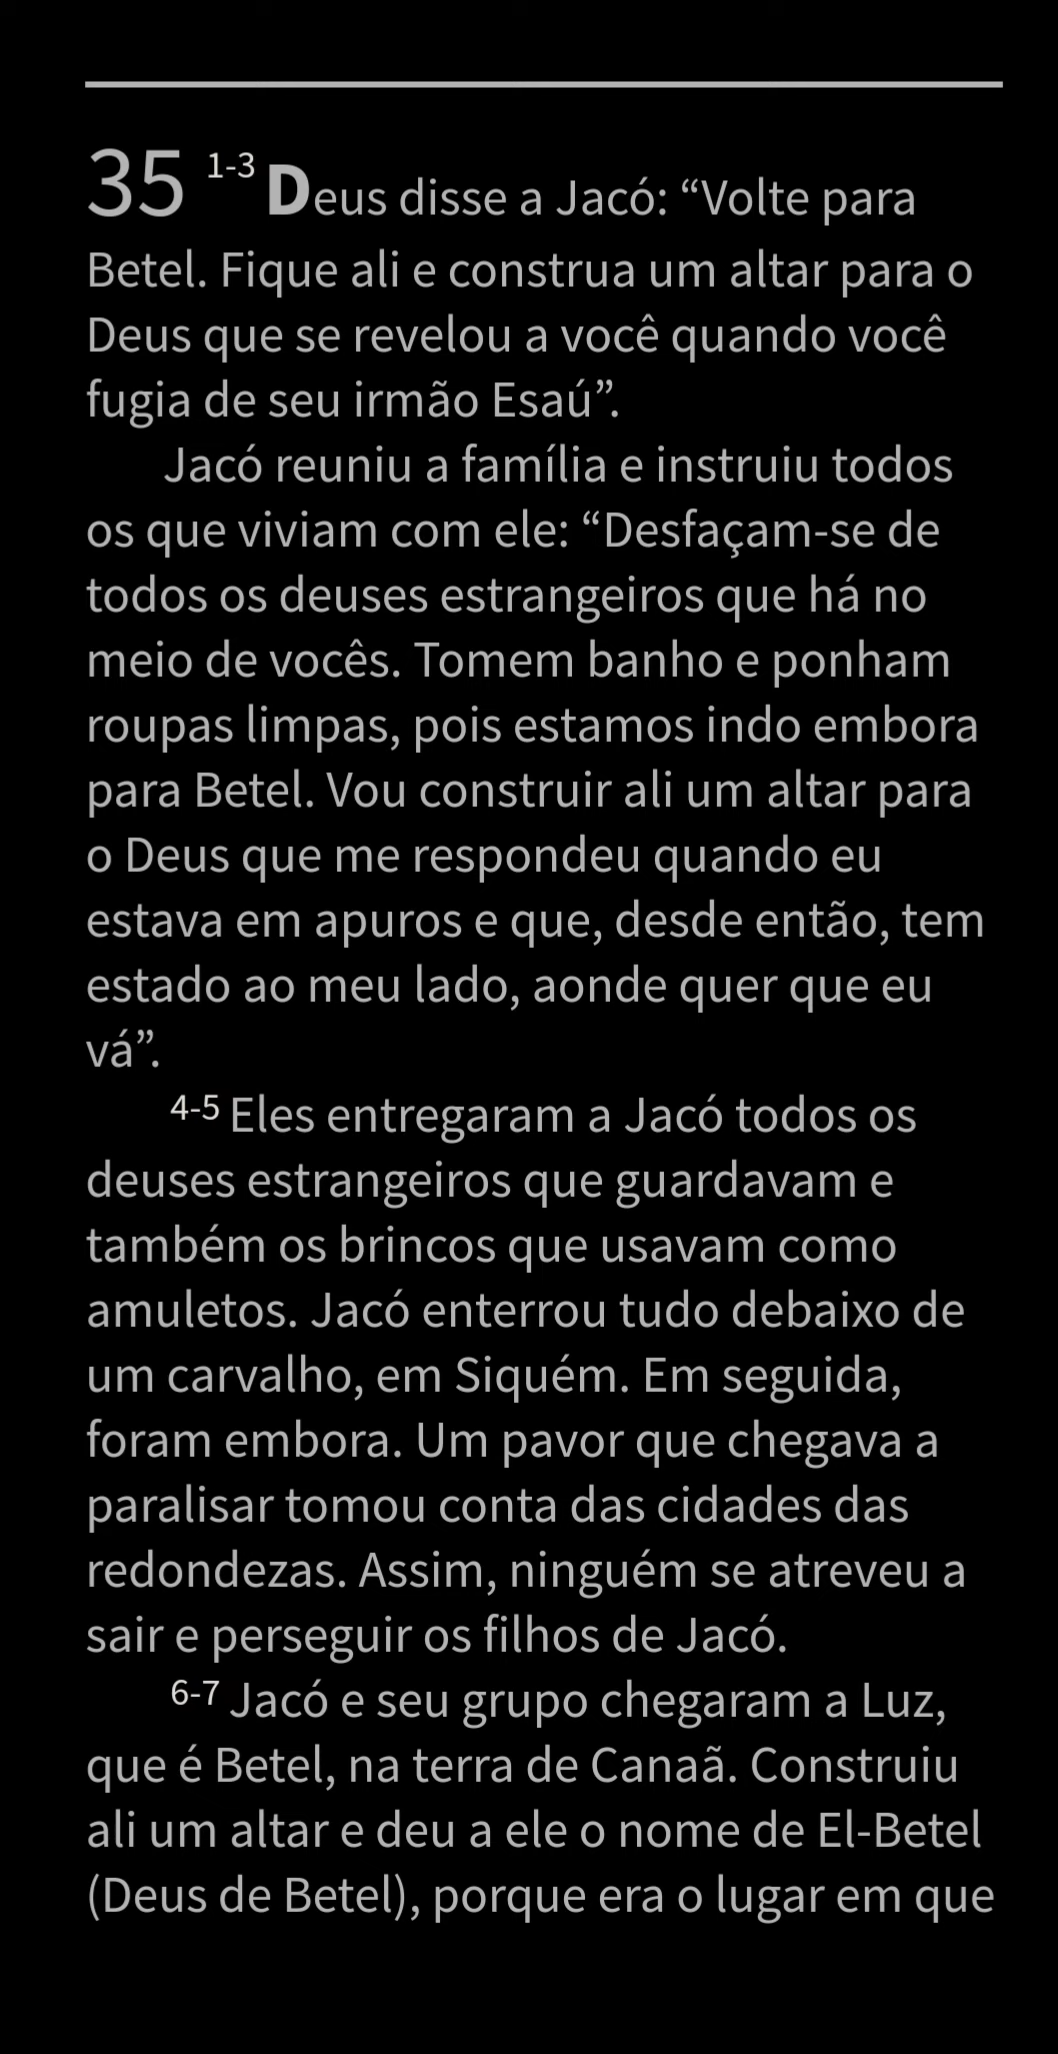 35 1-3 Deus disse a Jacó: “Volte para
Betel. Fique ali e construa um altar para o
Deus que se revelou a você quando você
fugia de seu irmão Esaú”.
Jacó reuniu a família e instruiu todos
os que viviam com ele: “Desfaçam-se de
todos os deuses estrangeiros que há no
meio de vocês. Tomem banho e ponham
roupas limpas, pois estamos indo embora
para Betel. Vou construir ali um altar para
o Deus que me respondeu quando eu
estava em apuros e que, desde então, tem
estado ao meu lado, aonde quer que eu
vá”.
4-5 Eles entregaram a Jacó todos os
deuses estrangeiros que guardavam e
também os brincos que usavam como
amuletos. Jacó enterrou tudo debaixo de
um carvalho, em Siquém. Em seguida,
foram embora. Um pavor que chegava a
paralisar tomou conta das cidades das
redondezas. Assim, ninguém se atreveu a
sair e perseguir os filhos de Jacó.
6-7 Jacó e seu grupo chegaram a Luz,
que é Betel, na terra de Canaã. Construiu
ali um altar e deu a ele o nome de El-Betel
(Deus de Betel), porque era o lugar em que